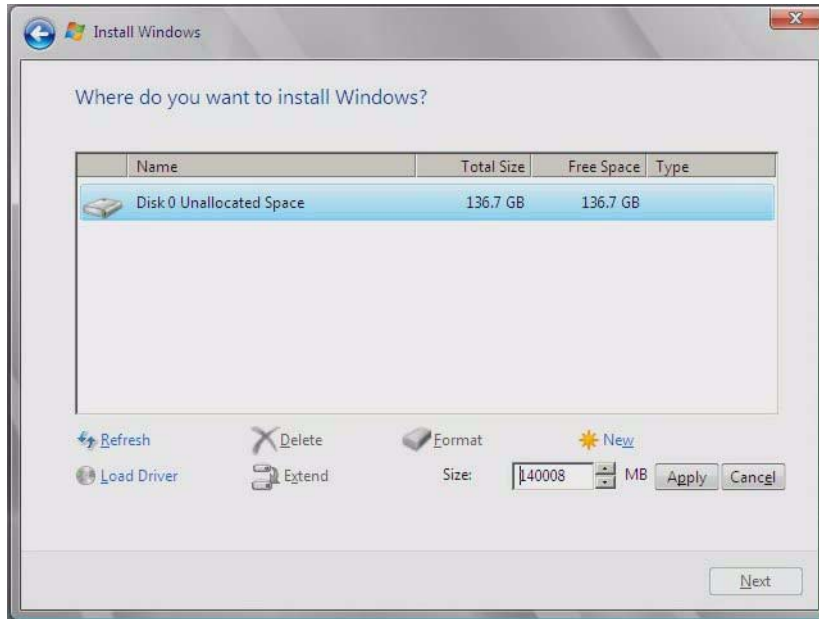 Install Windows
Where do you want to install Windows?
Name Total Size Free Space Type
Disk 0 Unallocated Space 136.7 GB 136.7 GB
Refresh Delete Format New
Load Driver Extend Size: 140008 MB Apply Cancel
Next